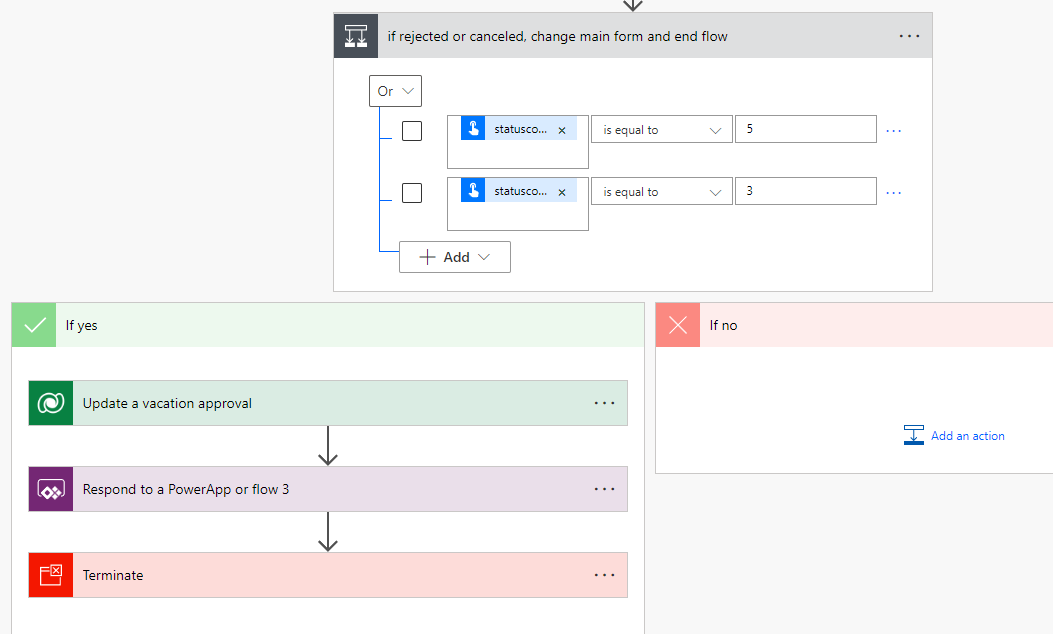 if rejected or canceled, change main form and end flow
Or
statusco... × is equal to 5
statusco... × is equal to 3
Add
If yes
If no
Update a vacation approval
Add an action
Respond to a PowerApp or flow 3
Terminate